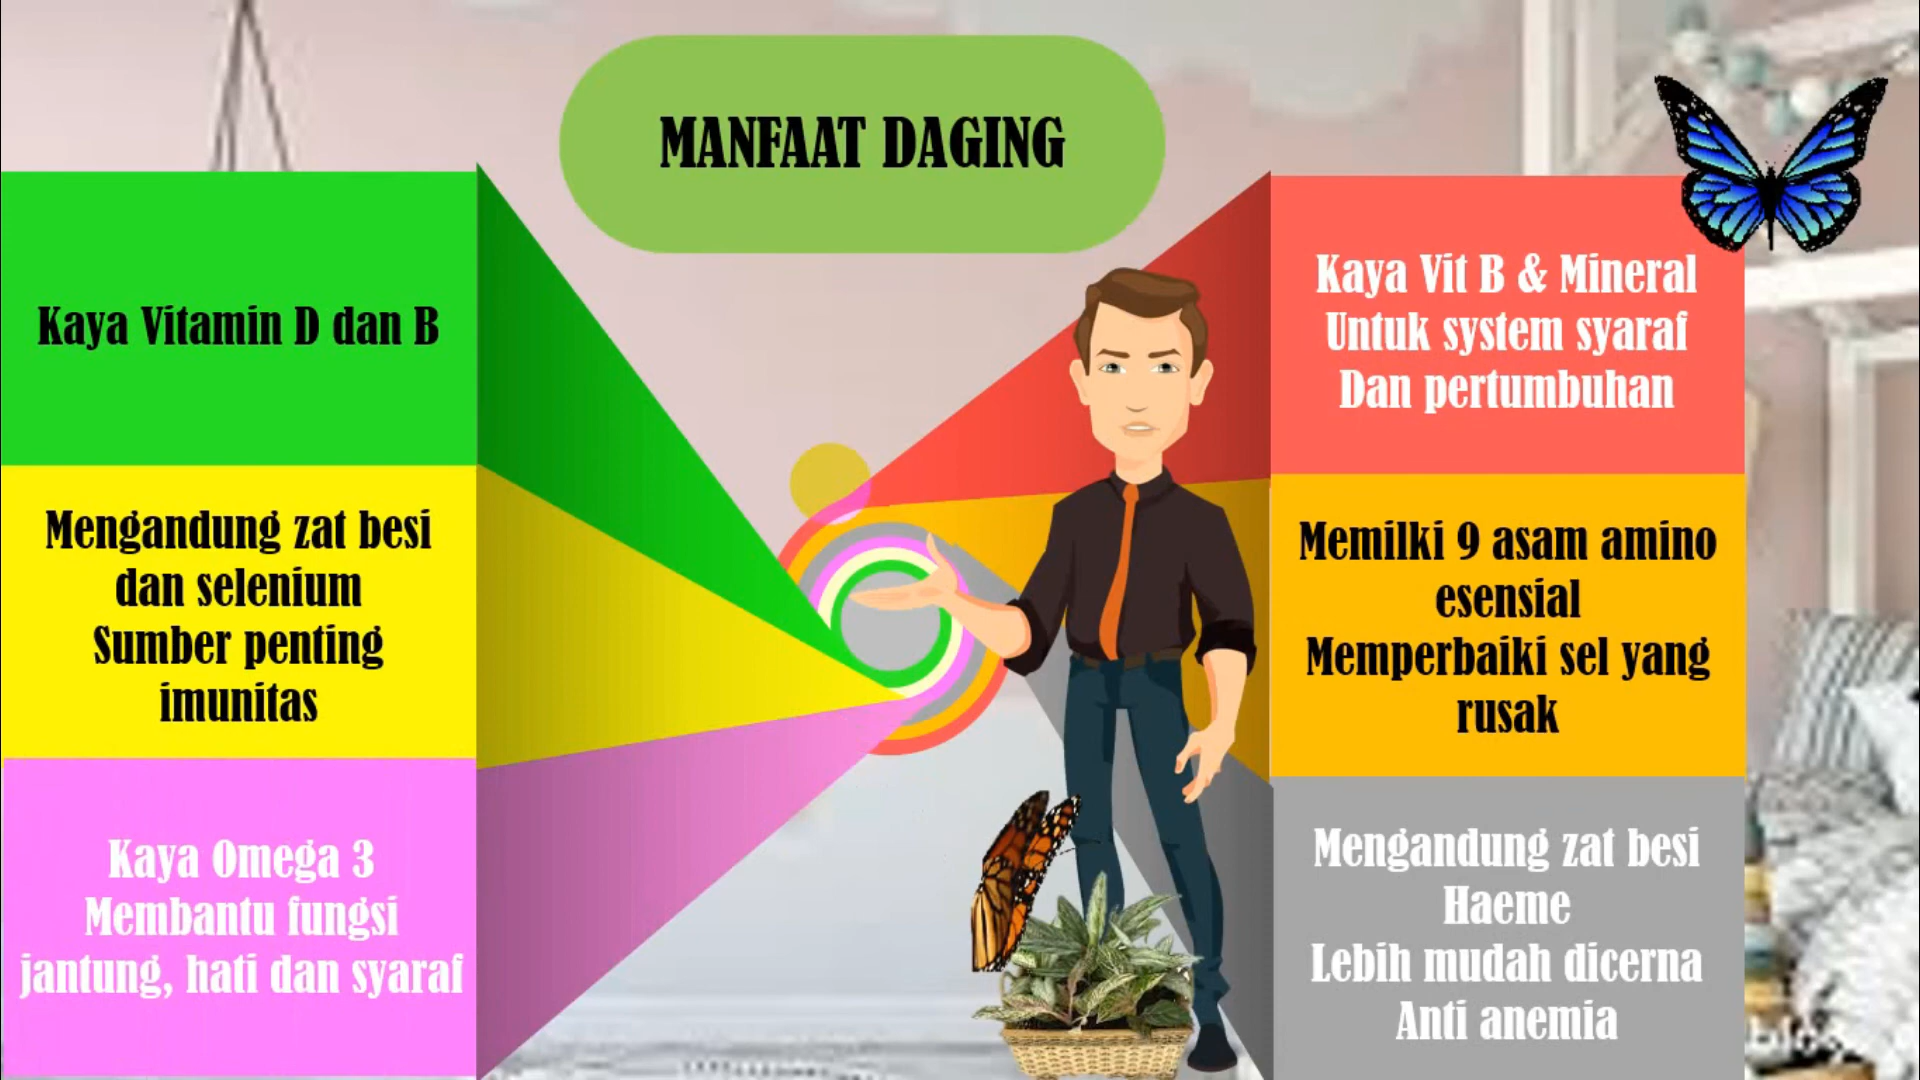 MANFAAT DAGING
Kaya Vitamin D dan B
Mengandung zat besi
dan selenium
Sumber penting
imunitas
Kaya Omega 3
Membantu fungsi
jantung, hati dan syaraf
Kaya Vit B & Mineral
Untuk system syaraf
Dan pertumbuhan
Memilki 9 asam amino
esensial
Memperbaiki sel yang
rusak
Mengandung zat besi
Haeme
Lebih mudah dicerna
Anti anemia